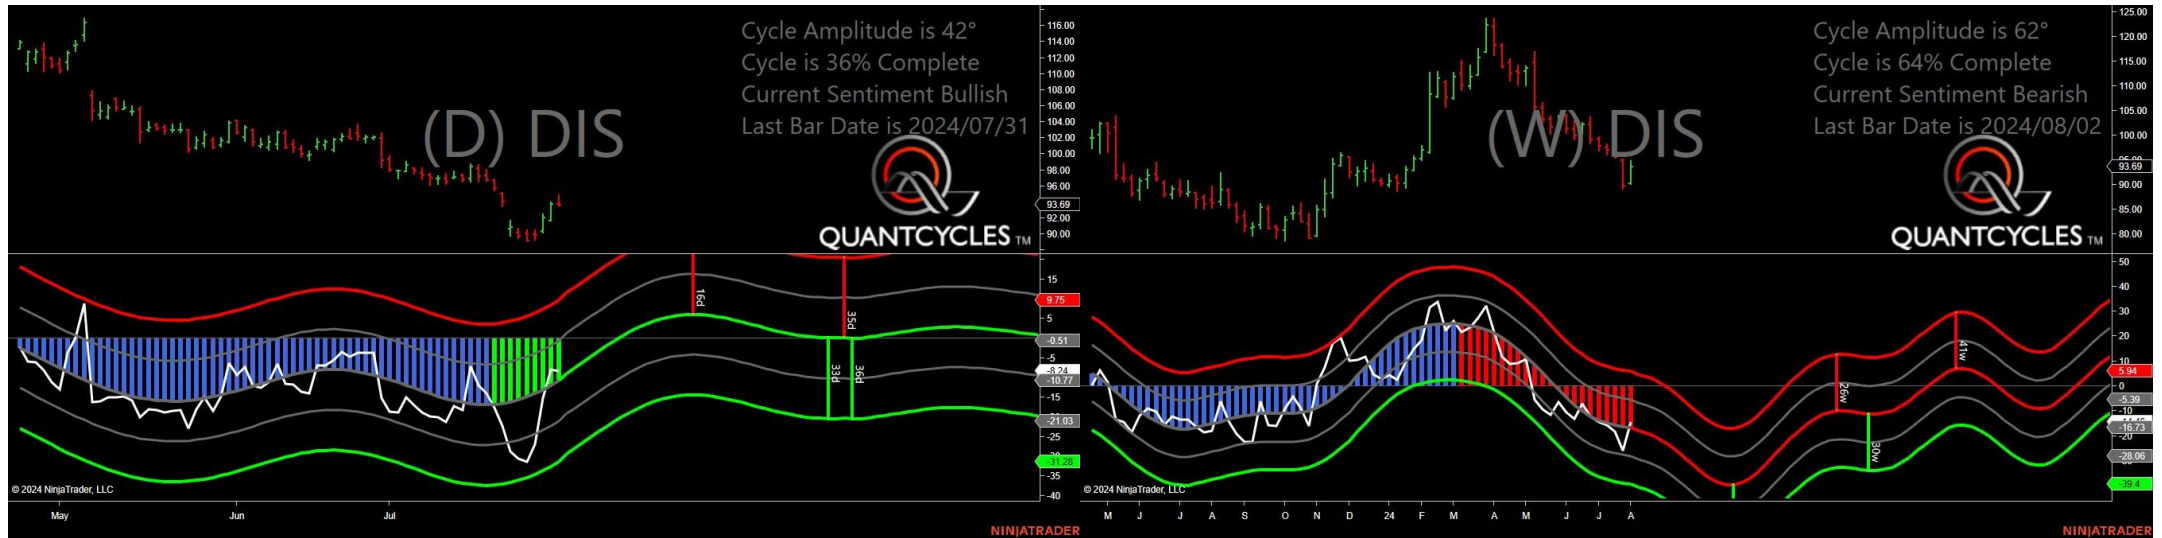 Cycle Amplitude is 42°
Cycle is 36% Complete
Current Sentiment Bullish
Last Bar Date is 2024/07/31
(D) DIS
QUANTCYCLES TM
116.00
114.00
112.00
110.00
108.00
106.00
104.00
102.00
100.00
98.00
96.00
93.69
92.00
90.00
16d
35d
33d
36d
15
9.75
5
-0.51
-5
-8.24
-10.77
-15
-21.03
-25
-31.28
-35
-40
© 2024 NinjaTrader, LLC
May
Jun
Jul
NINJATRADER
Cycle Amplitude is 62°
Cycle is 64% Complete
Current Sentiment Bearish
Last Bar Date is 2024/08/02
(W) DIS
QUANTCYCLES TM
125.00
120.00
115.00
110.00
105.00
100.00
95.00
93.69
90.00
85.00
80.00
26w
41w
30w
50
40
30
20
10
5.94
0
-5.39
-10
-16.73
-20
-28.06
-39.4
© 2024 NinjaTrader, LLC
M J J A S O N D 24 F M A M J J A
NINJATRADER